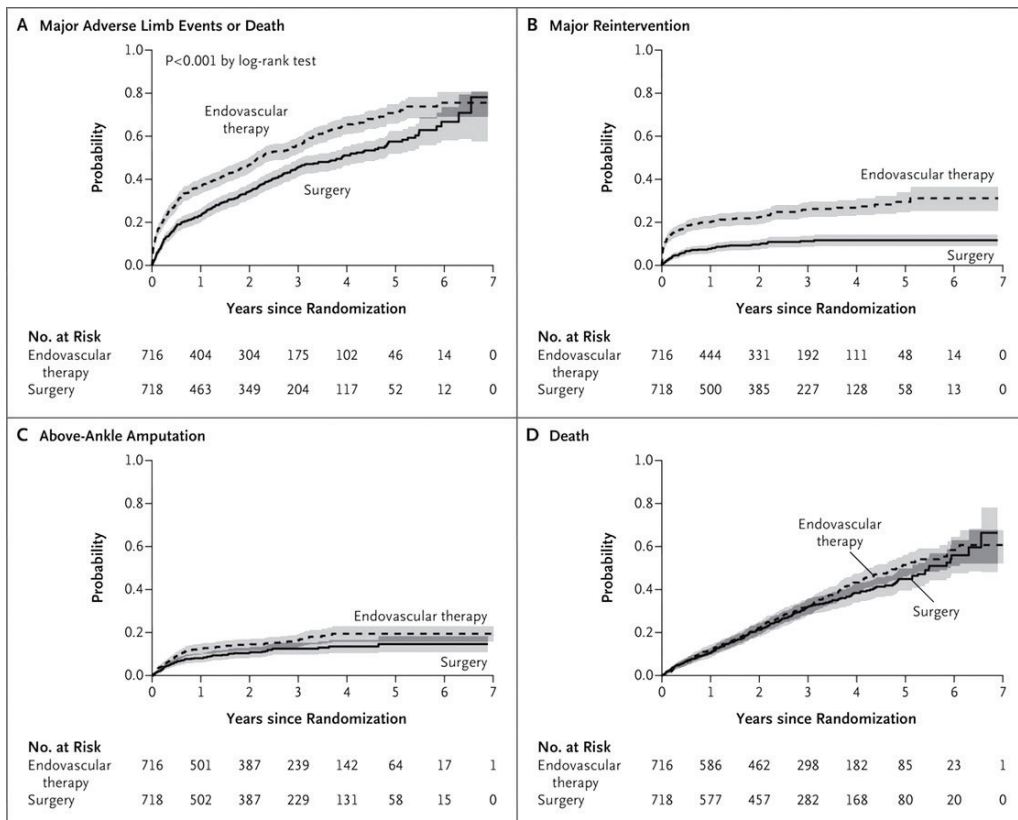 A Major Adverse Limb Events or Death
P<0.001 by log-rank test
Endovascular
therapy
Surgery
Probability
1.0
0.8
0.6
0.4
0.2
0.0
0 1 2 3 4 5 6 7
Years since Randomization
No. at Risk
Endovascular 716 404 304 175 102 46 14 0
therapy
Surgery 718 463 349 204 117 52 12 0
B Major Reintervention
Endovascular therapy
Surgery
Probability
1.0
0.8
0.6
0.4
0.2
0.0
0 1 2 3 4 5 6 7
Years since Randomization
No. at Risk
Endovascular 716 444 331 192 111 48 14 0
therapy
Surgery 718 500 385 227 128 58 13 0
C Above-Ankle Amputation
Endovascular therapy
Surgery
Probability
1.0
0.8
0.6
0.4
0.2
0.0
0 1 2 3 4 5 6 7
Years since Randomization
No. at Risk
Endovascular 716 501 387 239 142 64 17 1
therapy
Surgery 718 502 387 229 131 58 15 0
D Death
Endovascular
therapy
Surgery
Probability
1.0
0.8
0.6
0.4
0.2
0.0
0 1 2 3 4 5 6 7
Years since Randomization
No. at Risk
Endovascular 716 586 462 298 182 85 23 1
therapy
Surgery 718 577 457 282 168 80 20 0